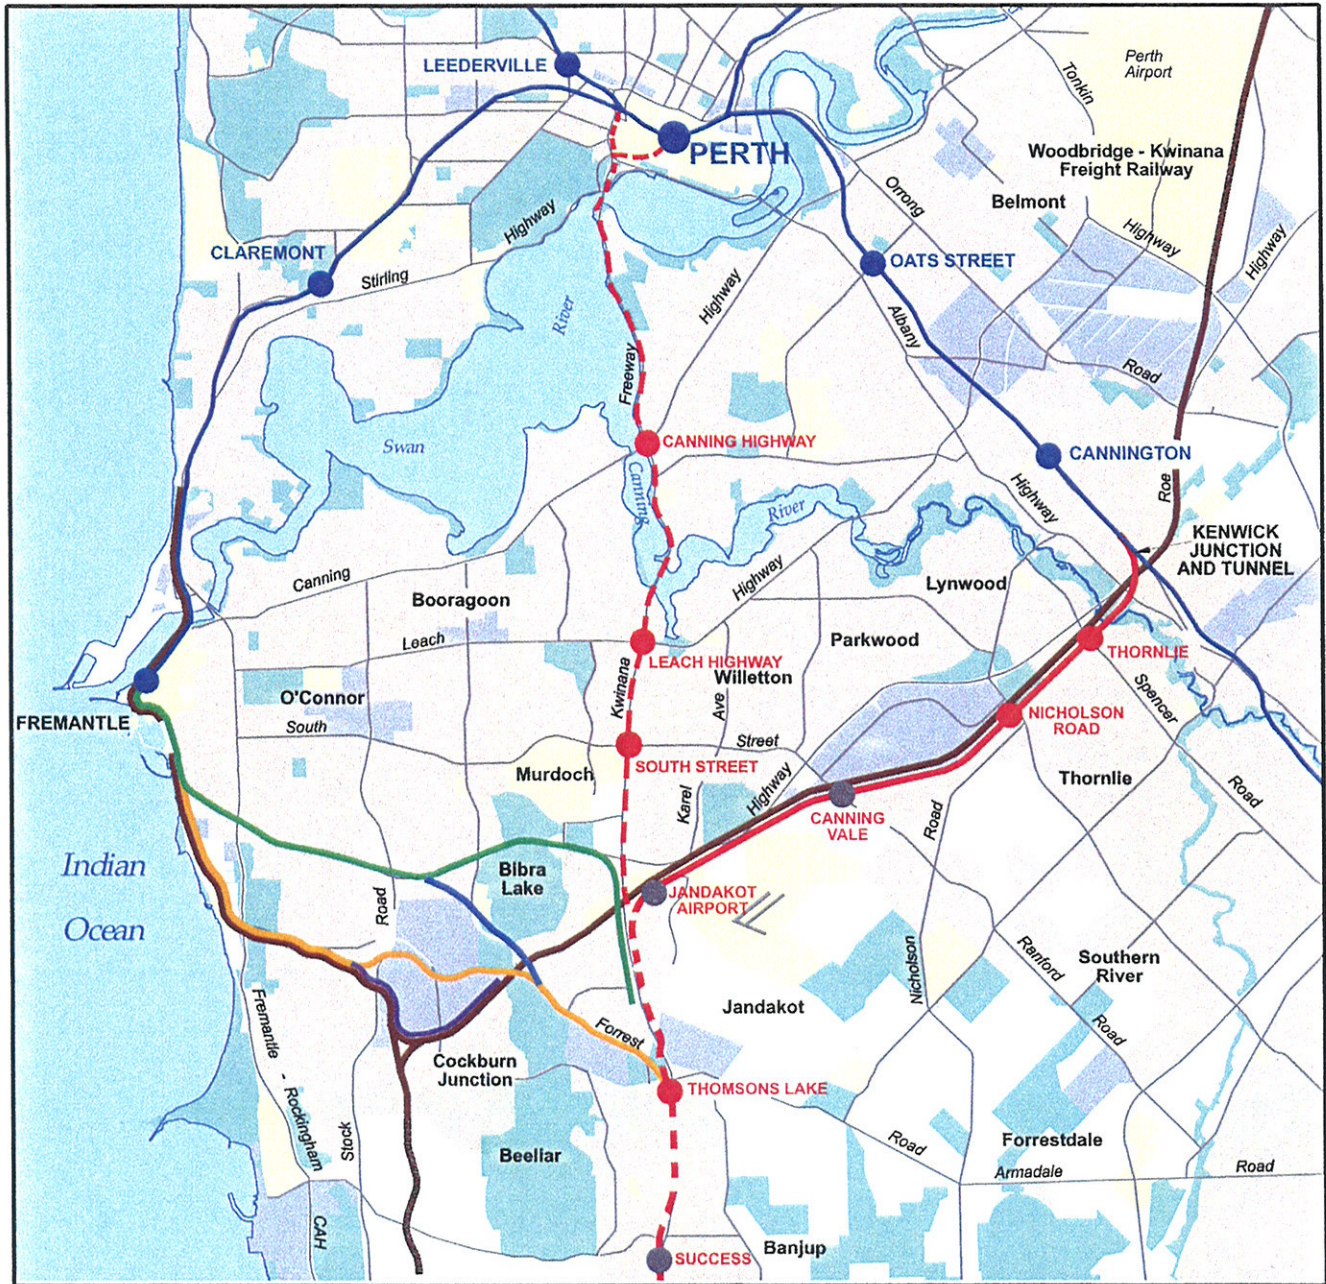 LEEDERVILLE
Perth
Airport
Tonkin
PERTH
Woodbridge - Kwinana
Freight Railway
Orrong
Belmont
Highway
Highway
Highway
CLAREMONT
Stirling
OATS STREET
River
Highway
Albany
Freeway
Road
Swan
CANNING HIGHWAY
CANNINGTON
Canning
River
Highway
Roe
KENWICK
JUNCTION
AND TUNNEL
Canning
Booragoon
Highway
Lynwood
Leach
Parkwood
LEACH HIGHWAY
Willetton
THORNLIE
O'Connor
Kwinana
Ave
Spencer
FREMANTLE
South
Street
NICHOLSON
ROAD
SOUTH STREET
Murdoch
Highway
Thornlie
Karel
CANNING
VALE
Road
Road
Indian
Ocean
Bibra
Lake
Road
JANDAKOT
AIRPORT
Nicholson
Ranford
Road
Southern
River
Jandakot
Fremantle - Rockingham
Forrest
Cockburn
Junction
THOMSONS LAKE
Stock
Beeliar
Road
Forrestdale
Armadale
Road
CAH
SUCCESS
Banjup